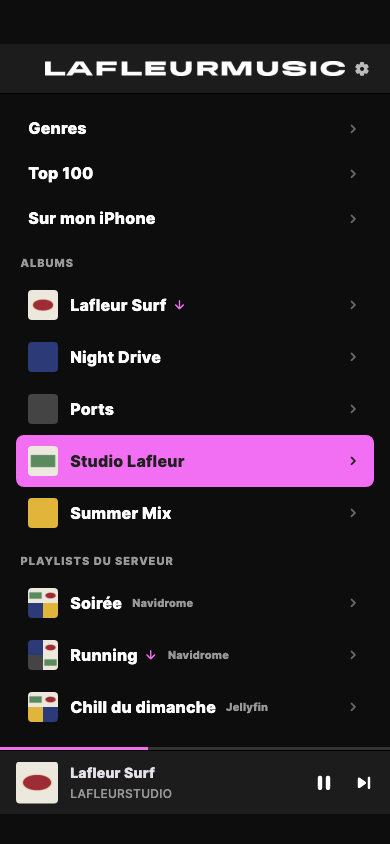 LAFLEURMUSIC
Genres
Top 100
Sur mon iPhone
ALBUMS
Lafleur Surf
Night Drive
Ports
Studio Lafleur
Summer Mix
PLAYLISTS DU SERVEUR
Soirée Navidrome
Running Navidrome
Chill du dimanche Jellyfin
Lafleur Surf
LAFLEURSTUDIO